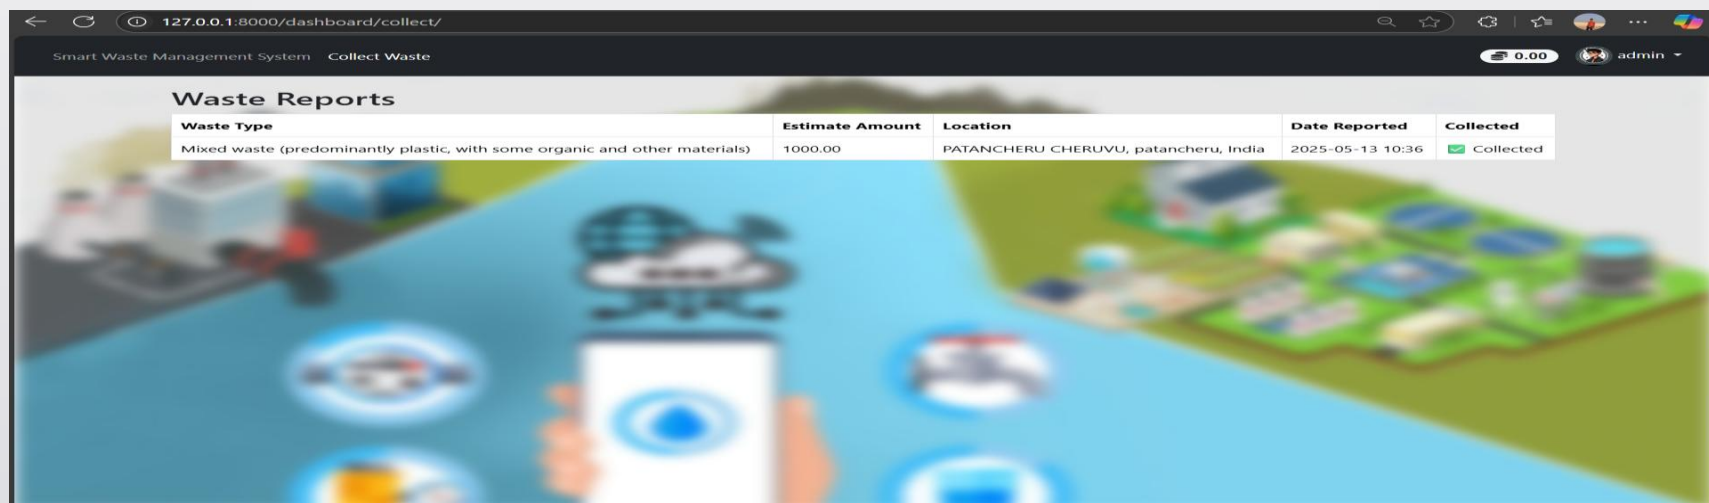 127.0.0.1:8000/dashboard/collect/
Smart Waste Management System Collect Waste 0.00 admin
Waste Reports
Waste Type Estimate Amount Location Date Reported Collected
Mixed waste (predominantly plastic, with some organic and other materials) 1000.00 PATANCHERU CHERUVU, patancheru, India 2025-05-13 10:36 ✅ Collected